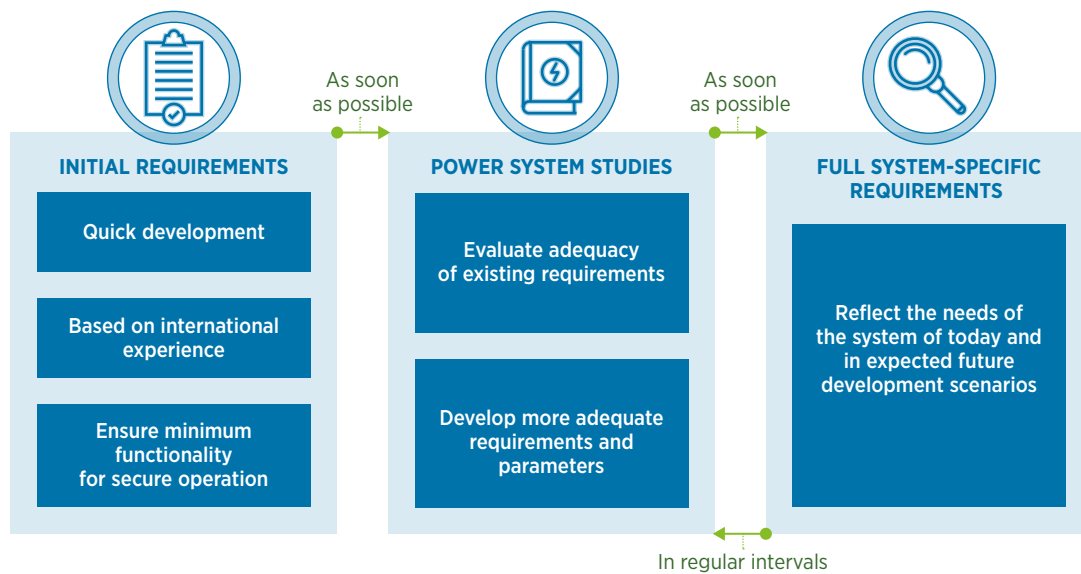 As soon
as possible
As soon
as possible
INITIAL REQUIREMENTS
Quick development
Based on international
experience
Ensure minimum
functionality
for secure operation
POWER SYSTEM STUDIES
Evaluate adequacy
of existing requirements
Develop more adequate
requirements and
parameters
FULL SYSTEM-SPECIFIC
REQUIREMENTS
Reflect the needs of
the system of today and
in expected future
development scenarios
In regular intervals